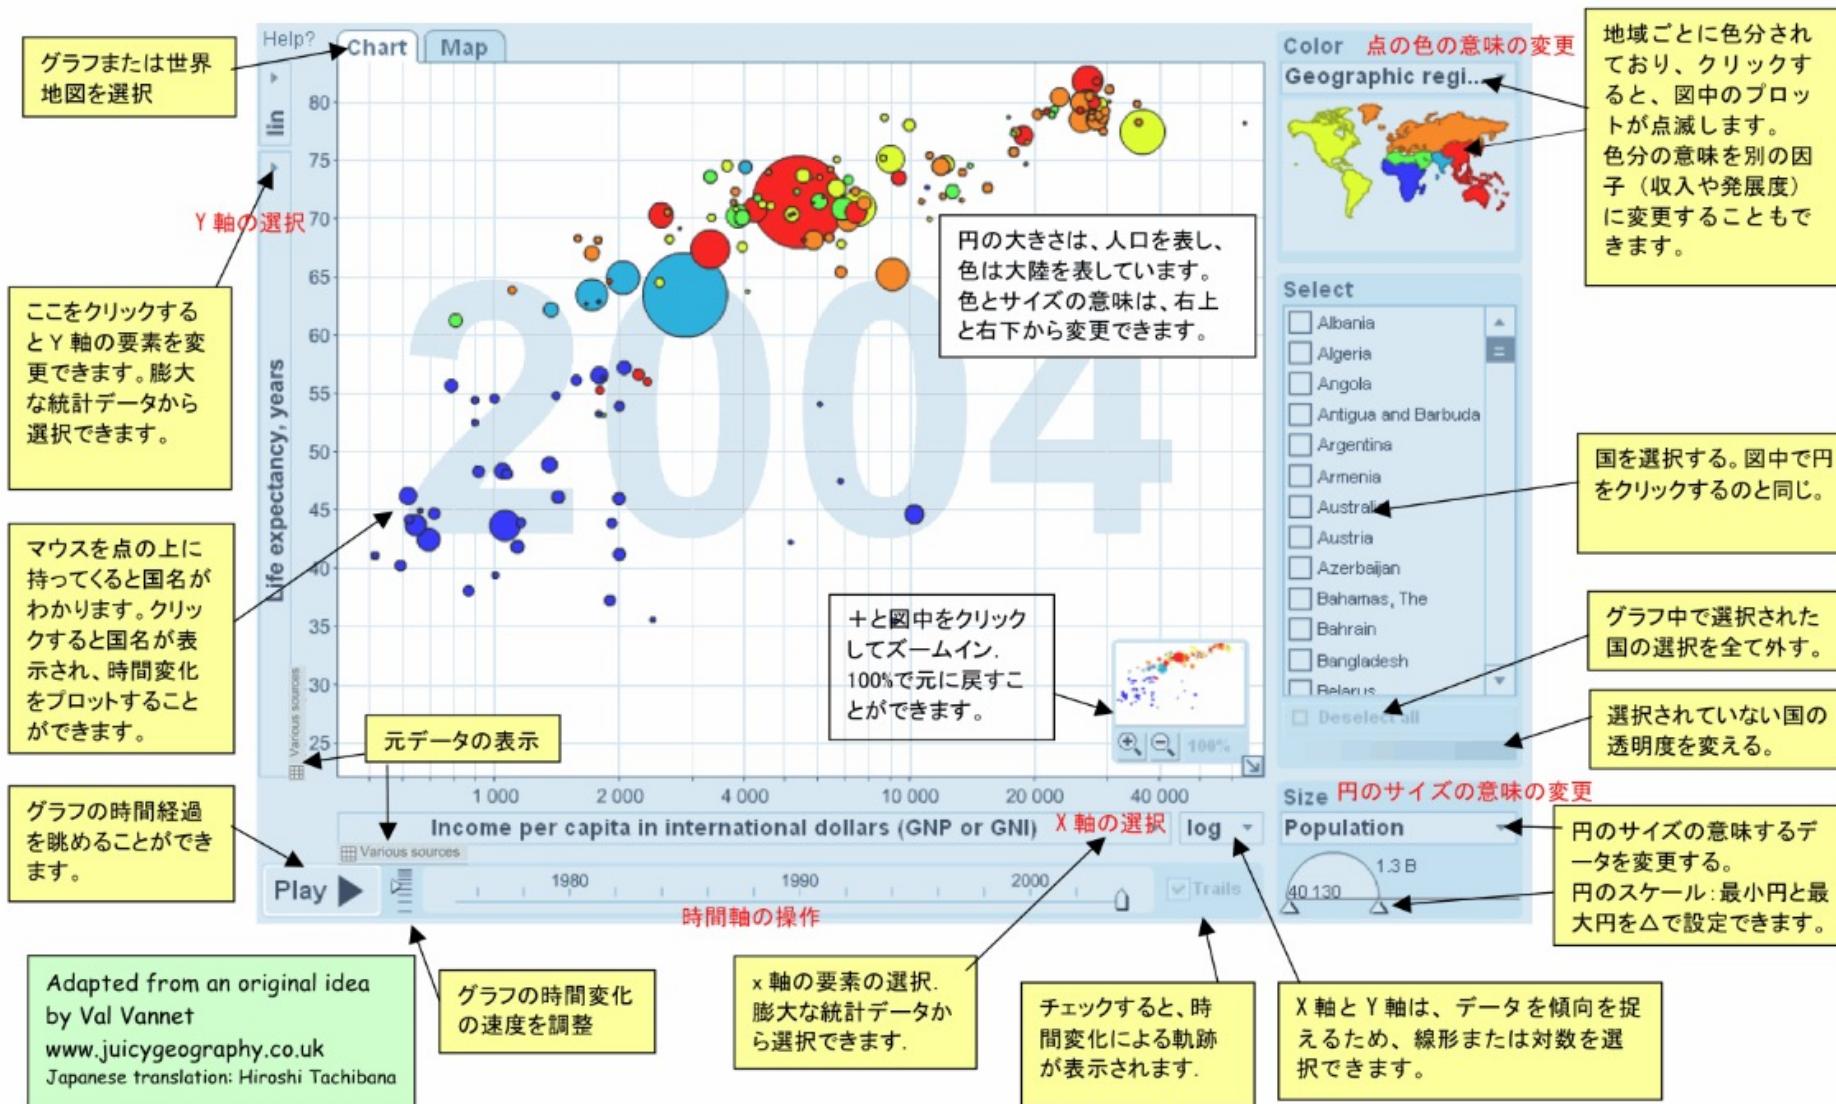 グラフまたは世界
地図を選択
Help?
Chart
Map
lin
Y 軸の選択
ここをクリックする
と Y 軸の要素を変
更できます。膨大
な統計データから
選択できます。
マウスを点の上に
持ってくると国名が
わかります。クリッ
クすると国名が表
示され、時間変化
をプロットすること
ができます。
グラフの時間経過
を眺めることができ
ます。
Life expectancy, years
Various sources
80
75
70
65
60
55
50
45
40
35
30
25
2004
円の大きさは、人口を表し、
色は大陸を表しています。
色とサイズの意味は、右上
と右下から変更できます。
+と図中をクリック
してズームイン.
100%で元に戻すこ
とができます。
100%
元データの表示
1 000
2 000
4 000
10 000
20 000
40 000
Income per capita in international dollars (GNP or GNI)
X 軸の選択
log
Various sources
Play
1980
1990
2000
時間軸の操作
Trails
Color
点の色の意味の変更
Geographic regi...
地域ごとに色分され
ており、クリックす
ると、図中のプロッ
トが点滅します。
色分の意味を別の因
子（収入や発展度）
に変更することもで
きます。
Select
Albania
Algeria
Angola
Antigua and Barbuda
Argentina
Armenia
Australia
Austria
Azerbaijan
Bahamas, The
Bahrain
Bangladesh
Belarus
Deselect all
国を選択する。図中で円
をクリックするのと同じ。
グラフ中で選択された
国の選択を全て外す。
選択されていない国の
透明度を変える。
Size
円のサイズの意味の変更
Population
1.3 B
40 130
円のサイズの意味するデ
ータを変更する。
円のスケール：最小円と最
大円を△で設定できます。
Adapted from an original idea
by Val Vannet
www.juicygeography.co.uk
Japanese translation: Hiroshi Tachibana
グラフの時間変化
の速度を調整
x 軸の要素の選択.
膨大な統計データか
ら選択できます.
チェックすると、時
間変化による軌跡
が表示されます.
X 軸と Y 軸は、データを傾向を捉
えるため、線形または対数を選
択できます。